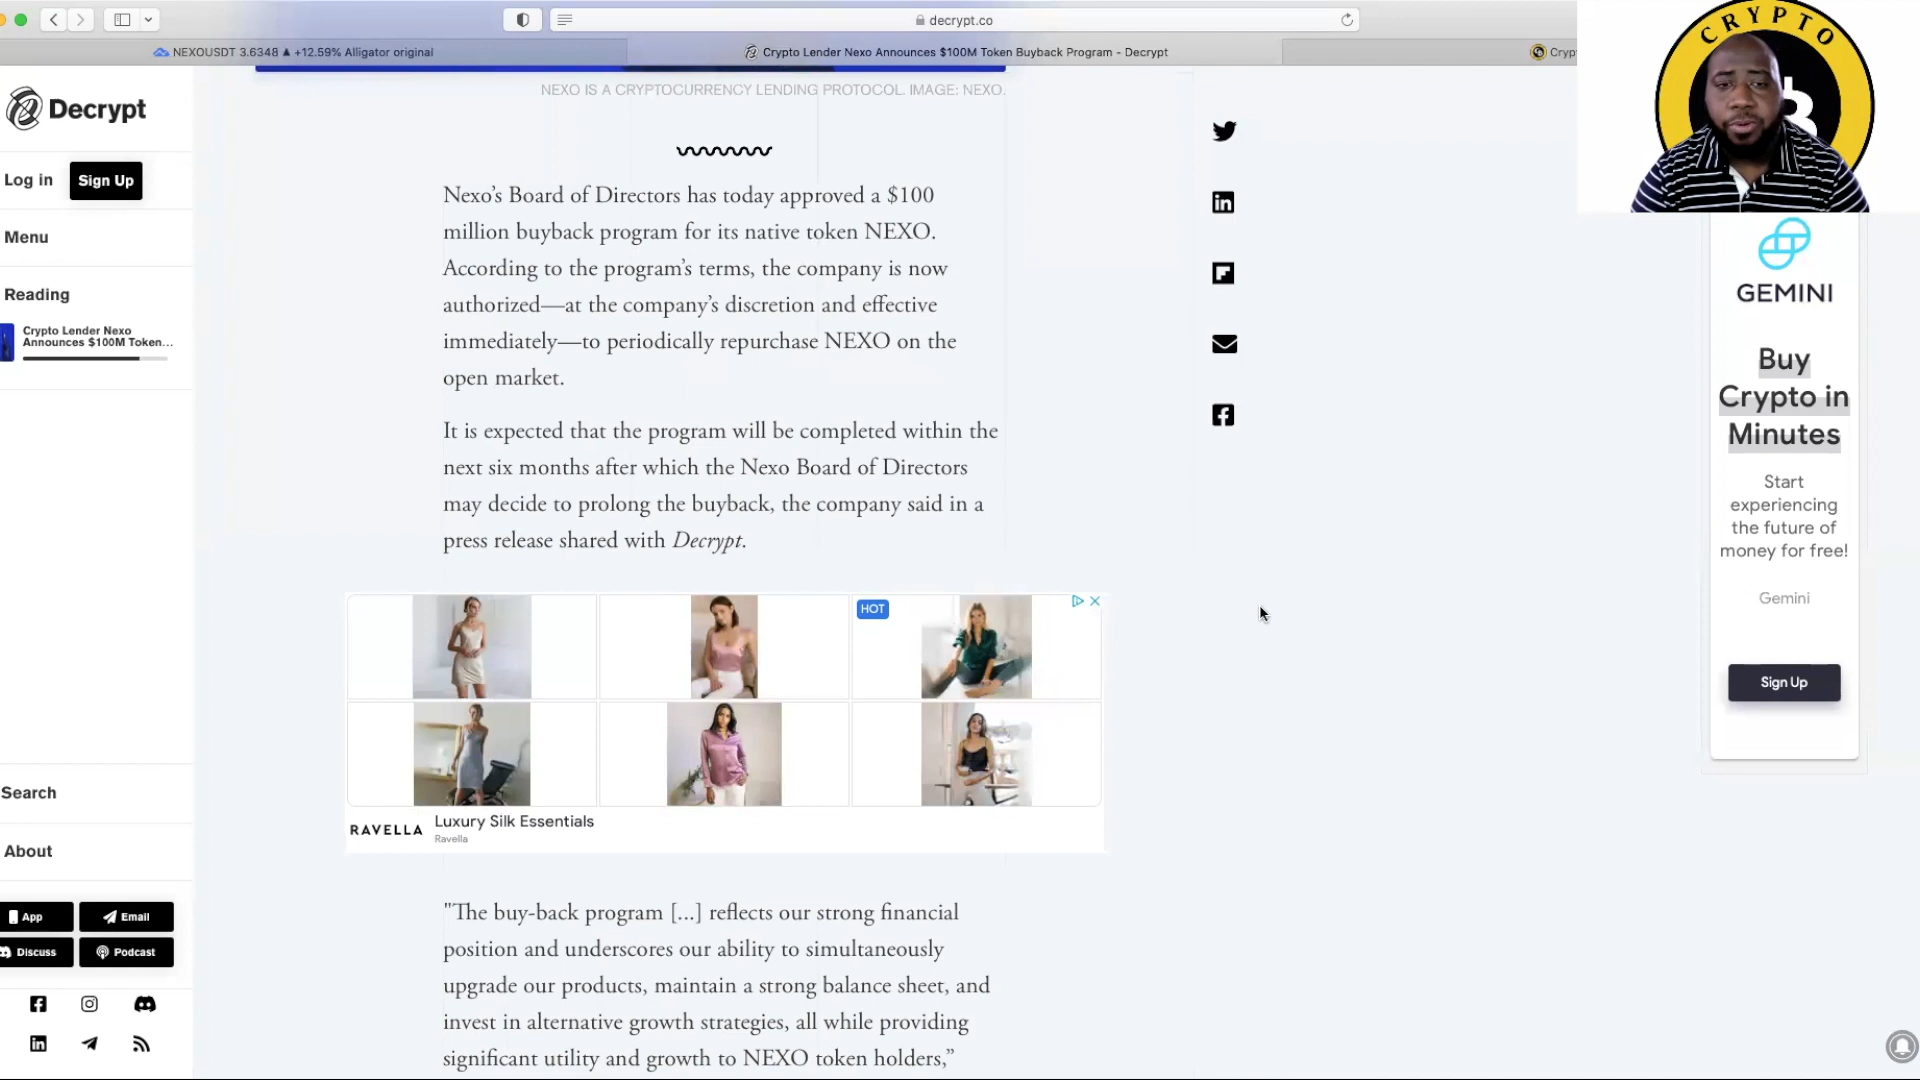 decrypt.co
NEXOUSDT 3.6348 ▲ +12.59% Alligator original
Crypto Lender Nexo Announces $100M Token Buyback Program - Decrypt
Cryp
CRYPTO
Decrypt
Log in
Sign Up
Menu
Reading
Crypto Lender Nexo
Announces $100M Token...
Search
About
App
Email
Discuss
Podcast
NEXO IS A CRYPTOCURRENCY LENDING PROTOCOL. IMAGE: NEXO.
Nexo’s Board of Directors has today approved a $100
million buyback program for its native token NEXO.
According to the program’s terms, the company is now
authorized—at the company’s discretion and effective
immediately—to periodically repurchase NEXO on the
open market.
It is expected that the program will be completed within the
next six months after which the Nexo Board of Directors
may decide to prolong the buyback, the company said in a
press release shared with Decrypt.
HOT
RAVELLA
Luxury Silk Essentials
Ravella
"The buy-back program [...] reflects our strong financial
position and underscores our ability to simultaneously
upgrade our products, maintain a strong balance sheet, and
invest in alternative growth strategies, all while providing
significant utility and growth to NEXO token holders,”
GEMINI
Buy
Crypto in
Minutes
Start
experiencing
the future of
money for free!
Gemini
Sign Up